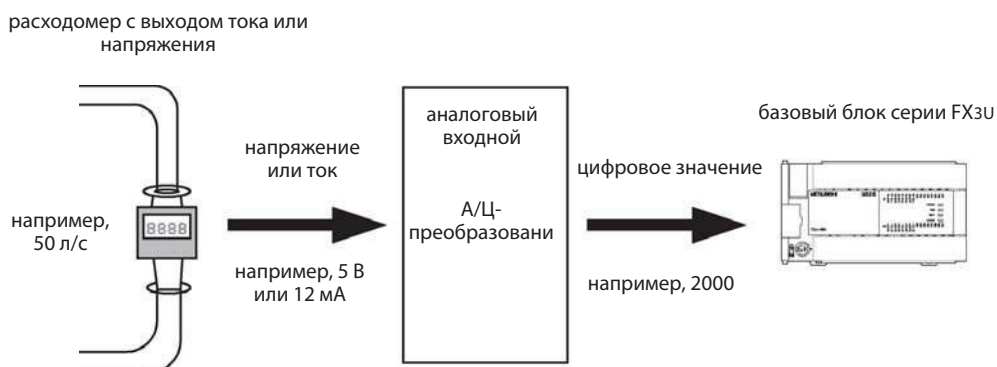 расходомер с выходом тока или
напряжения
например,
50 л/с
8888
напряжение
или ток
например, 5 В
или 12 мА
аналоговый
входной
А/Ц-
преобразовани
цифровое значение
например, 2000
базовый блок серии FX3U